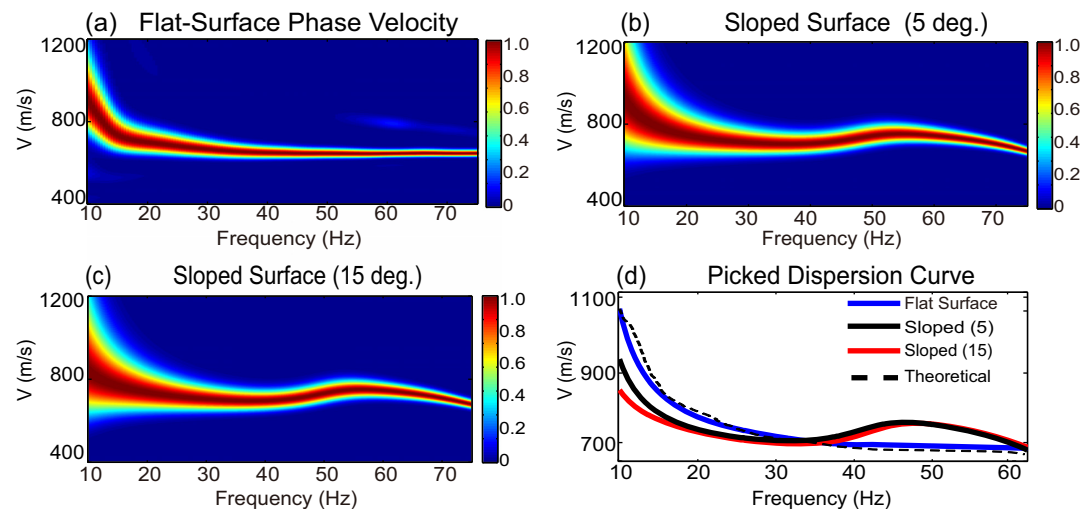 (a) Flat-Surface Phase Velocity
1200
800
400
V (m/s)
10 20 30 40 50 60 70
Frequency (Hz)
1.0
0.8
0.6
0.4
0.2
0
(b) Sloped Surface (5 deg.)
1200
800
400
V (m/s)
10 20 30 40 50 60 70
Frequency (Hz)
1.0
0.8
0.6
0.4
0.2
0
(c) Sloped Surface (15 deg.)
1200
800
400
V (m/s)
10 20 30 40 50 60 70
Frequency (Hz)
1.0
0.8
0.6
0.4
0.2
0
(d) Picked Dispersion Curve
1100
900
700
V (m/s)
Flat Surface
Sloped (5)
Sloped (15)
Theoretical
10 20 30 40 50 60
Frequency (Hz)